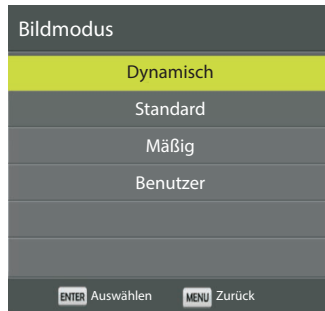 Bildmodus
Dynamisch
Standard
Mäßig
Benutzer
ENTER Auswählen MENU Zurück